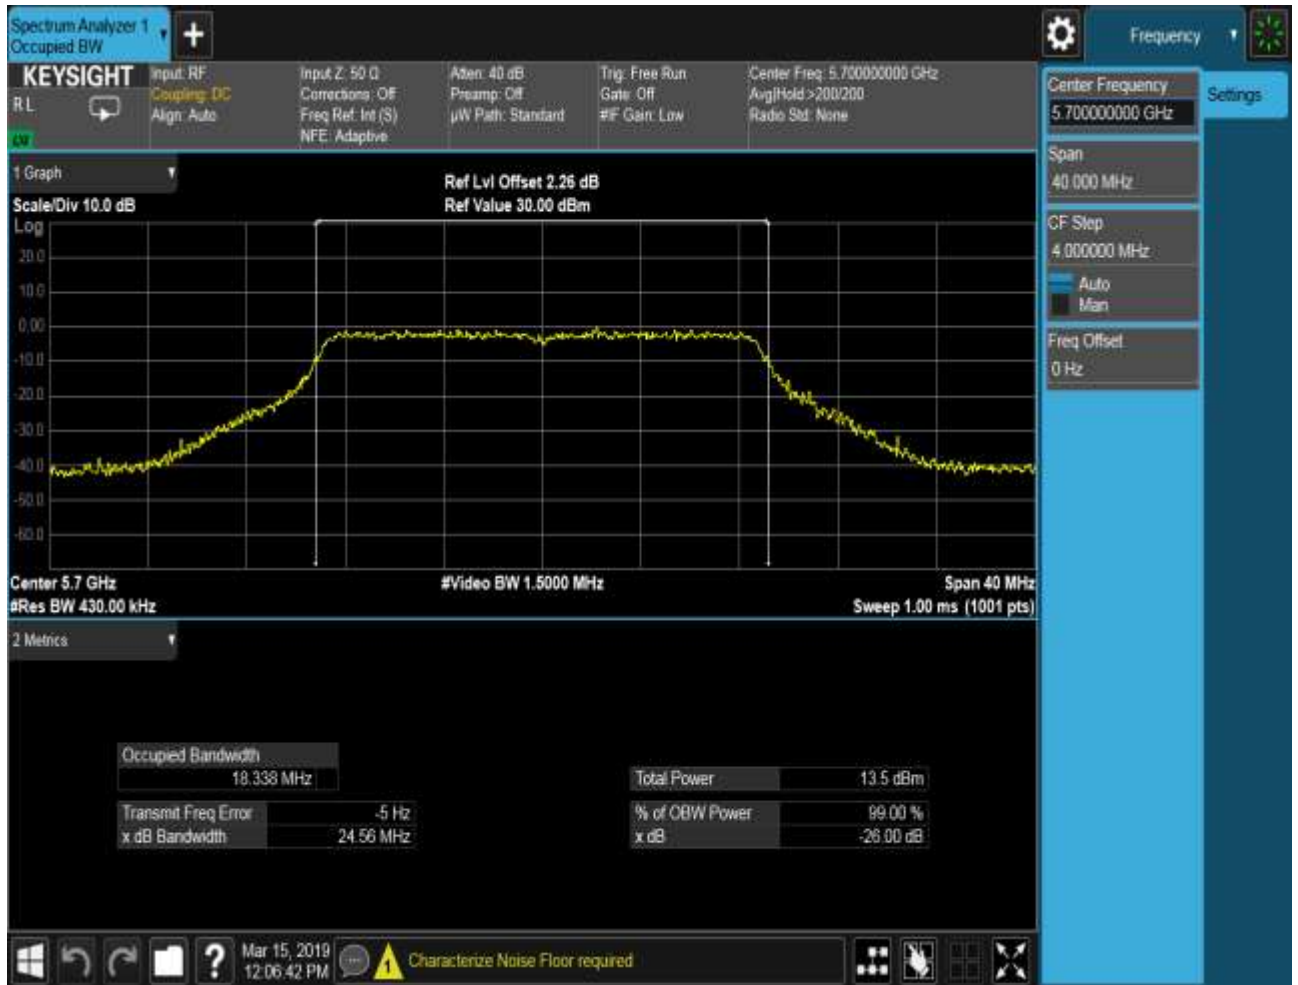 Spectrum Analyzer 1
Occupied BW
Frequency
KEYSIGHT
R L
Input: RF
Coupling: DC
Align: Auto
Input Z: 50 Ω
Corrections: Off
Freq Ref: Int (S)
NFE: Adaptive
Atten: 40 dB
Preamp: Off
µW Path: Standard
Trig: Free Run
Gate: Off
#IF Gain: Low
Center Freq: 5.700000000 GHz
Avg|Hold:>200/200
Radio Std: None
Center Frequency
5.700000000 GHz
Settings
Span
40.000 MHz
CF Step
4.000000 MHz
Auto
Man
Freq Offset
0 Hz
1 Graph
Scale/Div 10.0 dB
Ref Lvl Offset 2.26 dB
Ref Value 30.00 dBm
Log
20.0
10.0
0.00
-10.0
-20.0
-30.0
-40.0
-50.0
-60.0
Center 5.7 GHz
#Video BW 1.5000 MHz
Span 40 MHz
#Res BW 430.00 kHz
Sweep 1.00 ms (1001 pts)
2 Metrics
Occupied Bandwidth
18.338 MHz
Total Power 13.5 dBm
Transmit Freq Error -5 Hz
% of OBW Power 99.00 %
x dB Bandwidth 24.56 MHz
x dB -26.00 dB
Mar 15, 2019
12:06:42 PM
1
Characterize Noise Floor required